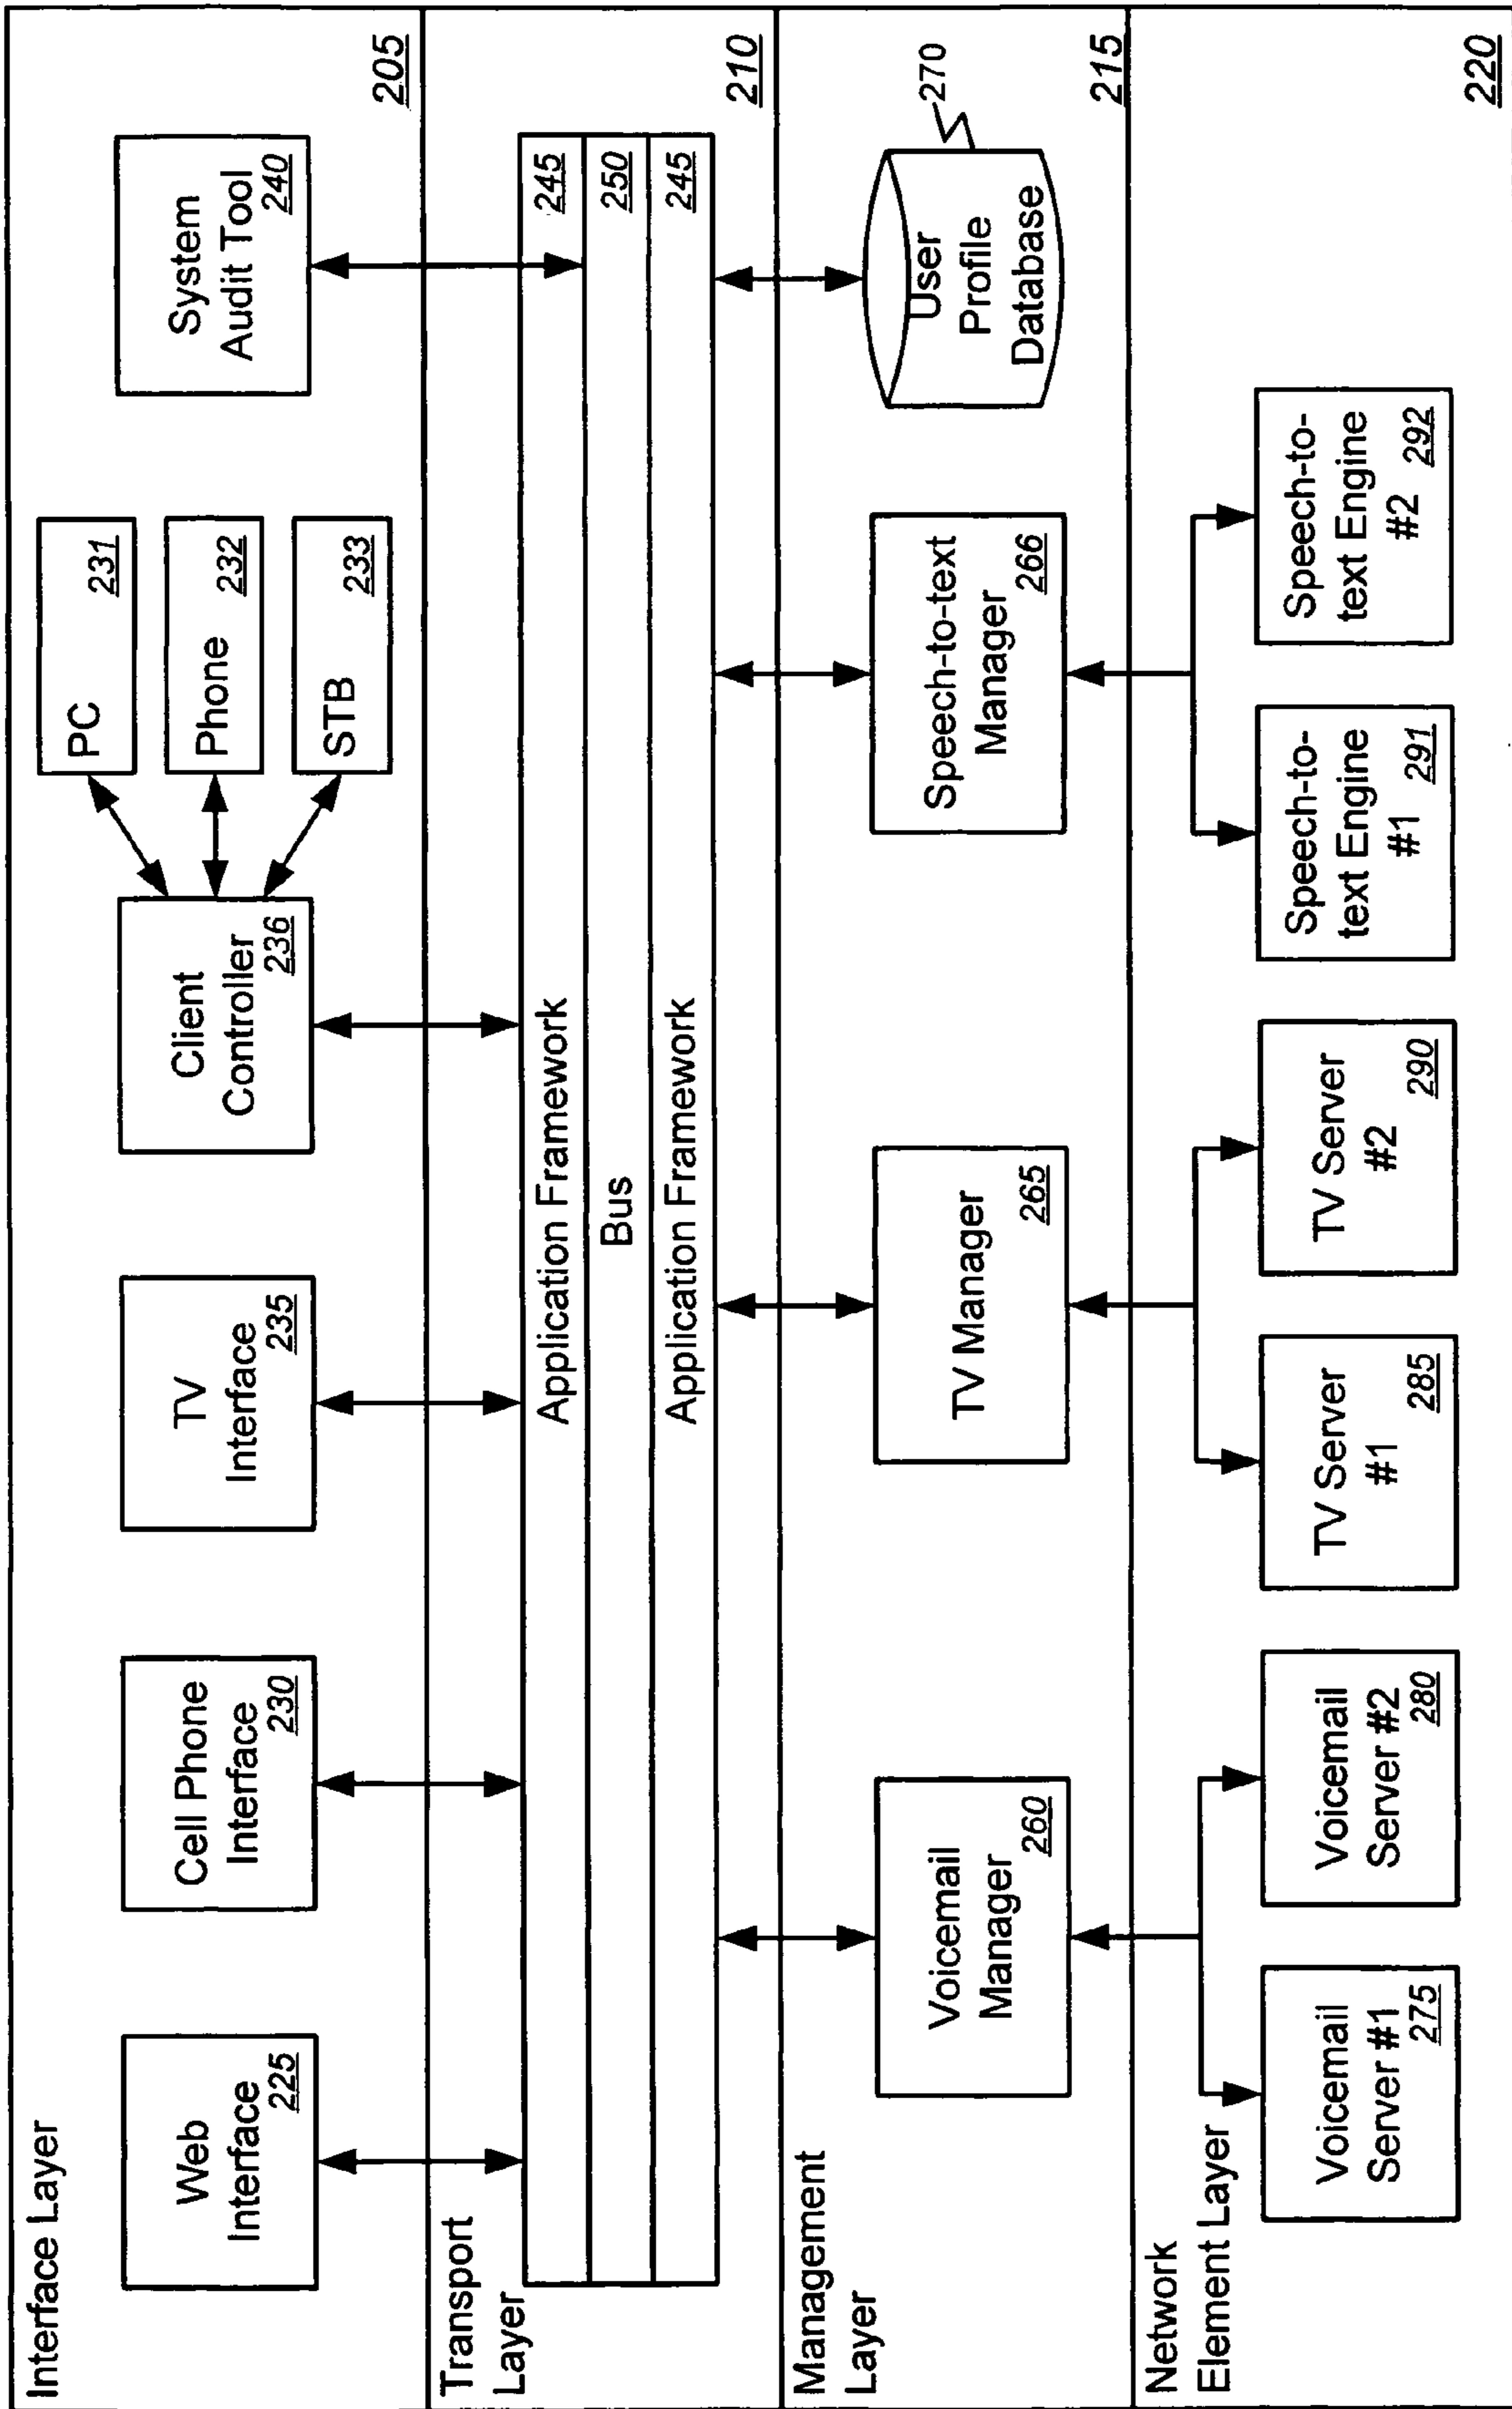 Interface Layer
Web
Interface
225
Cell Phone
Interface
230
TV
Interface
235
Client
Controller
236
PC
231
Phone
232
STB
233
System
Audit Tool
240
205
Transport
Layer
Application Framework
245
Bus
250
Application Framework
245
210
Management
Layer
Voicemail
Manager
260
TV Manager
265
Speech-to-text
Manager
266
User
Profile
Database
270
215
Network
Element Layer
Voicemail
Server #1
275
Voicemail
Server #2
280
TV Server
#1
285
TV Server
#2
290
Speech-to-
text Engine
#1
291
Speech-to-
text Engine
#2
292
220